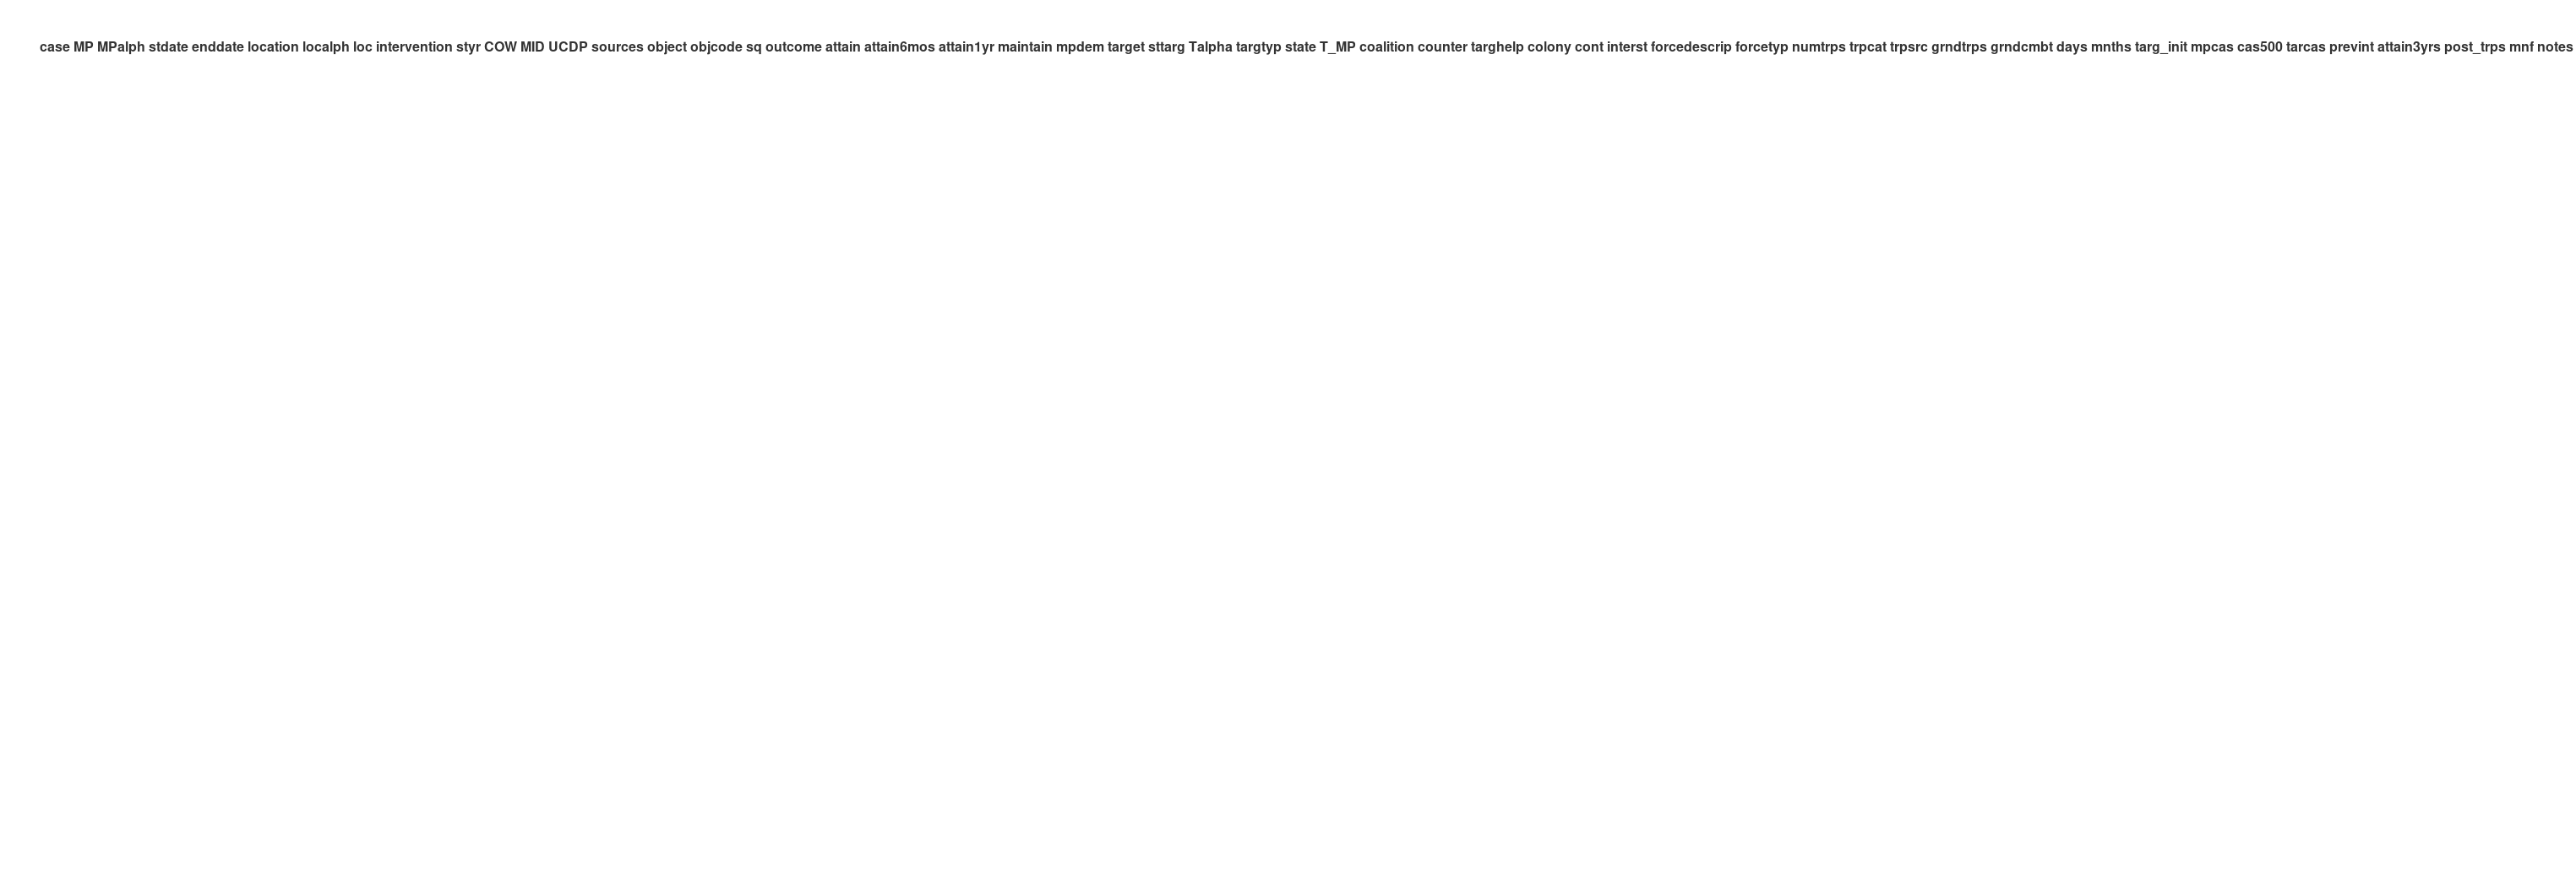 case MP MPalph stdate enddate location localph loc intervention styr COW MID UCDP sources object objcode sq outcome attain attain6mos attain1yr maintain mpdem target sttarg Talpha targtyp state T_MP coalition counter targhelp colony cont interst forcedescrip forcetyp numtrps trpcat trpsrc grndtrps grndcmbt days mnths targ_init mpcas cas500 tarcas prevint attain3yrs post_trps mnf notes